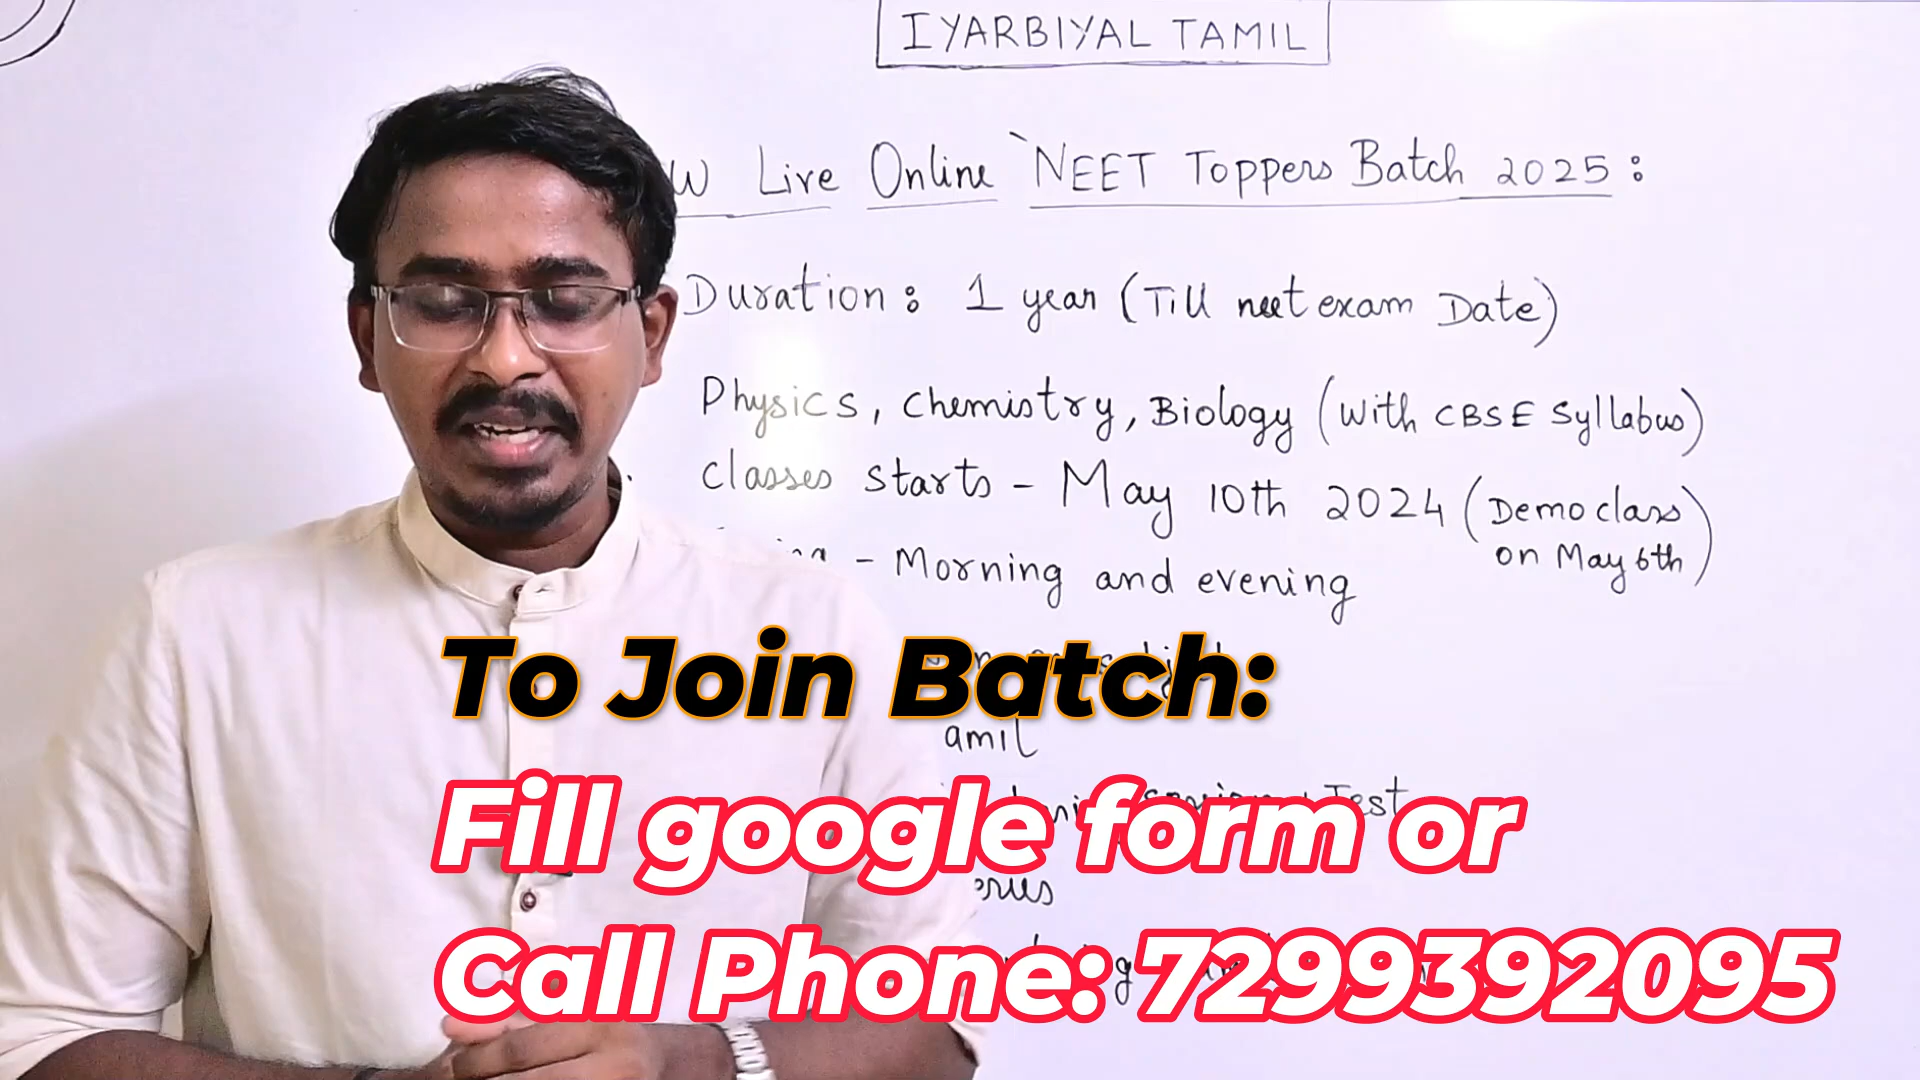 IYARBIYAL TAMIL
W Live Online `NEET Toppers Batch 2025 :
Duration : 1 year (Till neet exam Date)
Physics, Chemistry, Biology (with CBSE Syllabus)
Classes starts - May 10th 2024 (Democlass
on May 6th)
- Morning and evening
To Join Batch:
amil
Fill google form or
Test
Call Phone: 7299392095